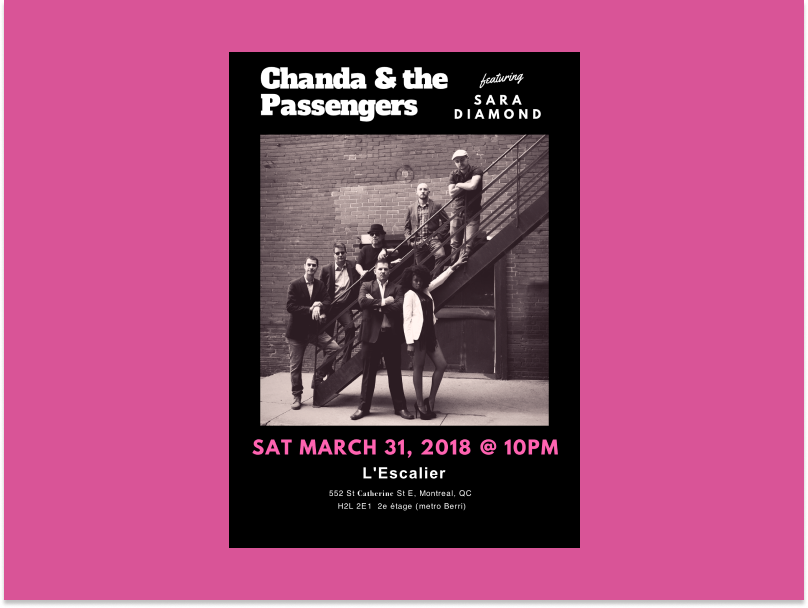 Chanda & the
Passengers
featuring
SARA
DIAMOND
SAT MARCH 31, 2018 @ 10PM
L'Escalier
552 St Catherine St E, Montreal, QC
H2L 2E1 2e étage (metro Berri)